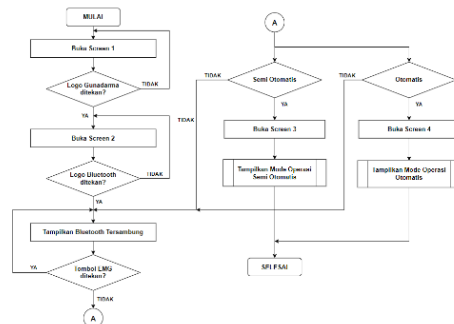 MULAI
Buka Screen 1
Logo Gunadarma
ditekan?
TIDAK
YA
Buka Screen 2
Logo Bluetooth
ditekan?
TIDAK
YA
Tampilkan Bluetooth Tersambung
Tombol EMG
ditekan?
YA
TIDAK
A
A
Semi Otomatis
TIDAK
YA
Buka Screen 3
Tampilkan Mode Operasi
Semi Otomatis
TIDAK
Otomatis
TIDAK
YA
Buka Screen 4
Tampilkan Mode Operasi
Otomatis
SELESAI